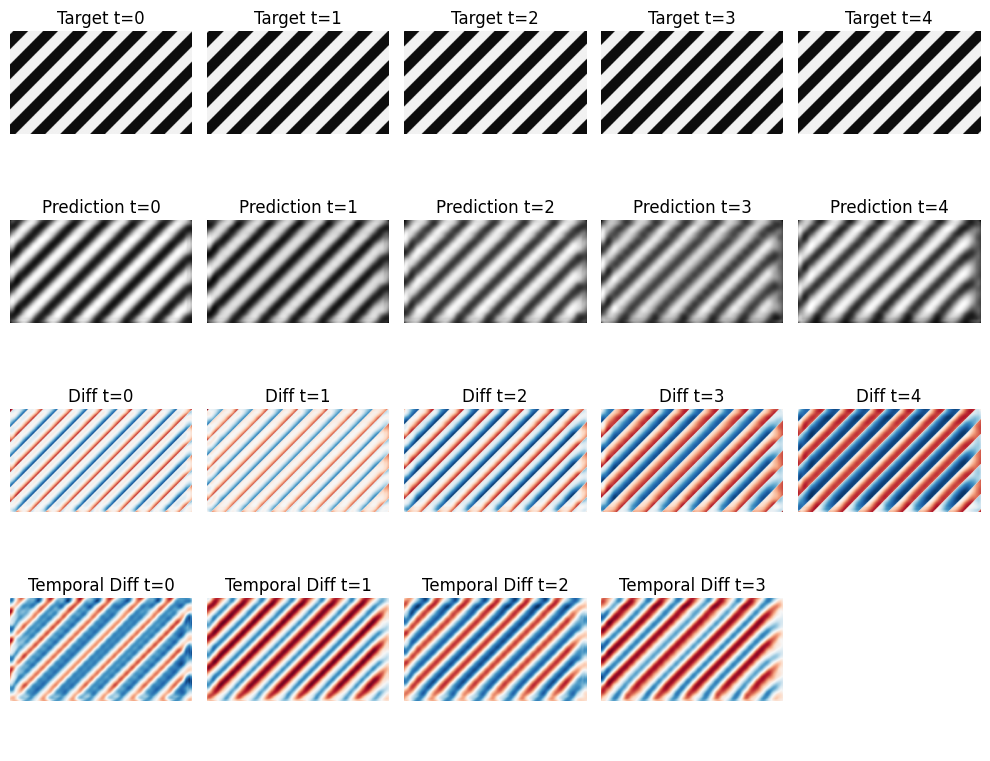 Target t=0 Target t=1 Target t=2 Target t=3 Target t=4
Prediction t=0 Prediction t=1 Prediction t=2 Prediction t=3 Prediction t=4
Diff t=0 Diff t=1 Diff t=2 Diff t=3 Diff t=4
Temporal Diff t=0 Temporal Diff t=1 Temporal Diff t=2 Temporal Diff t=3